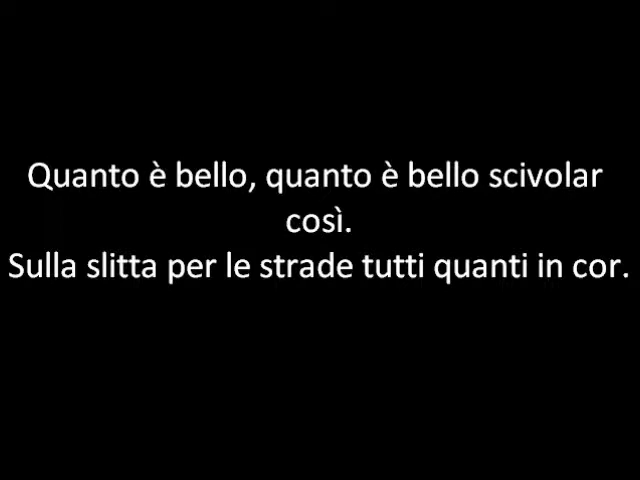 Quanto è bello, quanto è bello scivolar
così.
Sulla slitta per le strade tutti quanti in cor.